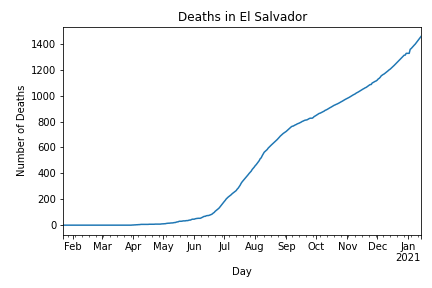 Deaths in El Salvador
Number of Deaths
1400
1200
1000
800
600
400
200
0
Feb Mar Apr May Jun Jul Aug Sep Oct Nov Dec Jan
2021
Day